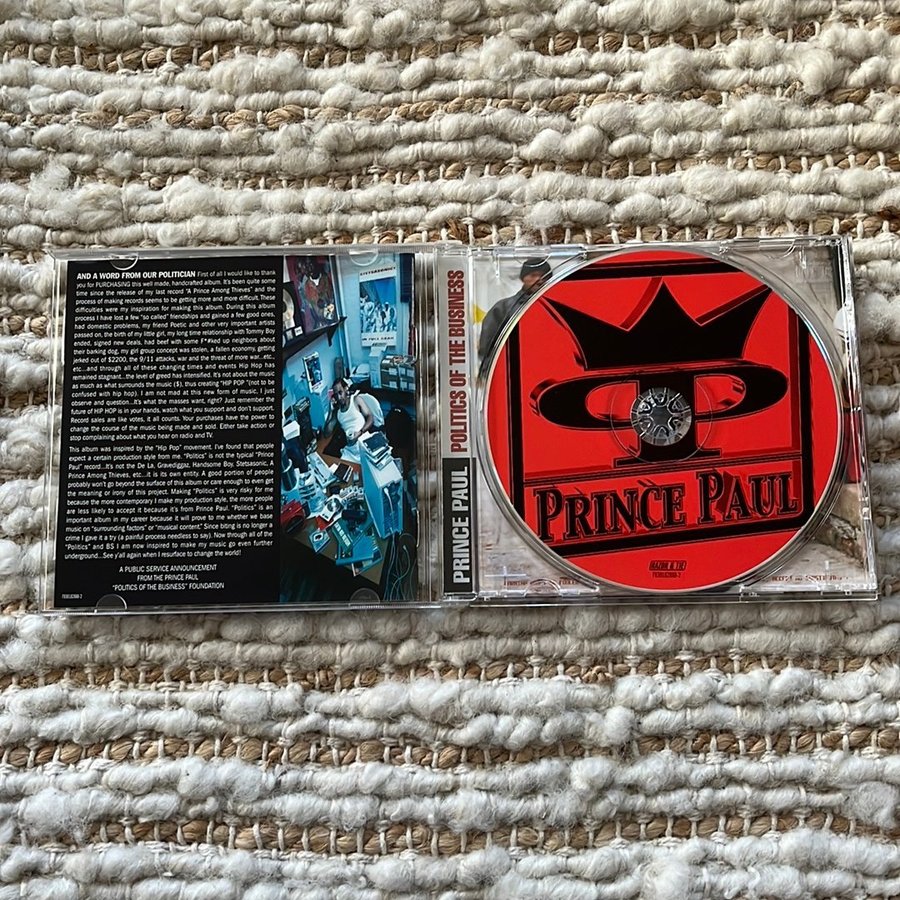 AND A WORD FROM OUR POLITICIAN First of all I would like to thank
you for PURCHASING this well made, handcrafted album. It's been quite some
time since the release of my last record "A Prince Among Thieves" and the
process of making records seems to be getting more and more difficult. These
difficulties were my inspiration for making this album. During this album
process I have lost a few "so called" friendships and gained a few good ones,
had domestic problems, my friend Poetic and other very important artists
passed on, the birth of my little girl, my long time relationship with Tommy Boy
ended, signed new deals, had beef with some F*#ked up neighbors about
their barking dog, my girl group concept was stolen, a fallen economy, getting
jerked out of $2200, the 9/11 attacks, war and the threat of more war...etc.,
etc...and through all of these changing times and events Hip Hop has
remained stagnant...the level of greed has intensified. It's not about the music
as much as what surrounds the music ($), thus creating "HIP POP" (not to be
confused with hip hop). I am not mad at this new form of music. I just
observe and question...It's what the masses want, right? Just remember the
future of HIP HOP is in your hands, watch what you support and don't support.
Record sales are like votes, it all counts. Your purchases have the power to
change the course of the music being made and sold. Either take action or
stop complaining about what you hear on radio and TV.
This album was inspired by the "Hip Pop" movement. I've found that people
expect a certain production style from me. "Politics" is not the typical "Prince
Paul" record...It's not the De La, Gravediggaz, Handsome Boy, Stetsasonic, A
Prince Among Thieves, etc...it is its own entity. A good portion of people
probably won't go beyond the surface of this album or care enough to even get
the meaning or irony of this project. Making "Politics" is very risky for me
because the more contemporary I make my production style, the more people
are less likely to accept it because it's from Prince Paul. "Politics" is an
important album in my career because it will prove to me whether we base
music on "surrounding factors" or "musical content." Since biting is no longer a
crime I gave it a try (a painful process needless to say). Now through all of the
"Politics" and BS I am now inspired to make my music go even further
underground...See y'all again when I resurface to change the world!
A PUBLIC SERVICE ANNOUNCEMENT
FROM THE PRINCE PAUL
"POLITICS OF THE BUSINESS" FOUNDATION
STETSASONIC
IN FULL GEAR
PRINCE PAUL POLITICS OF THE BUSINESS
PRINCE PAUL
RAZOR & TIE